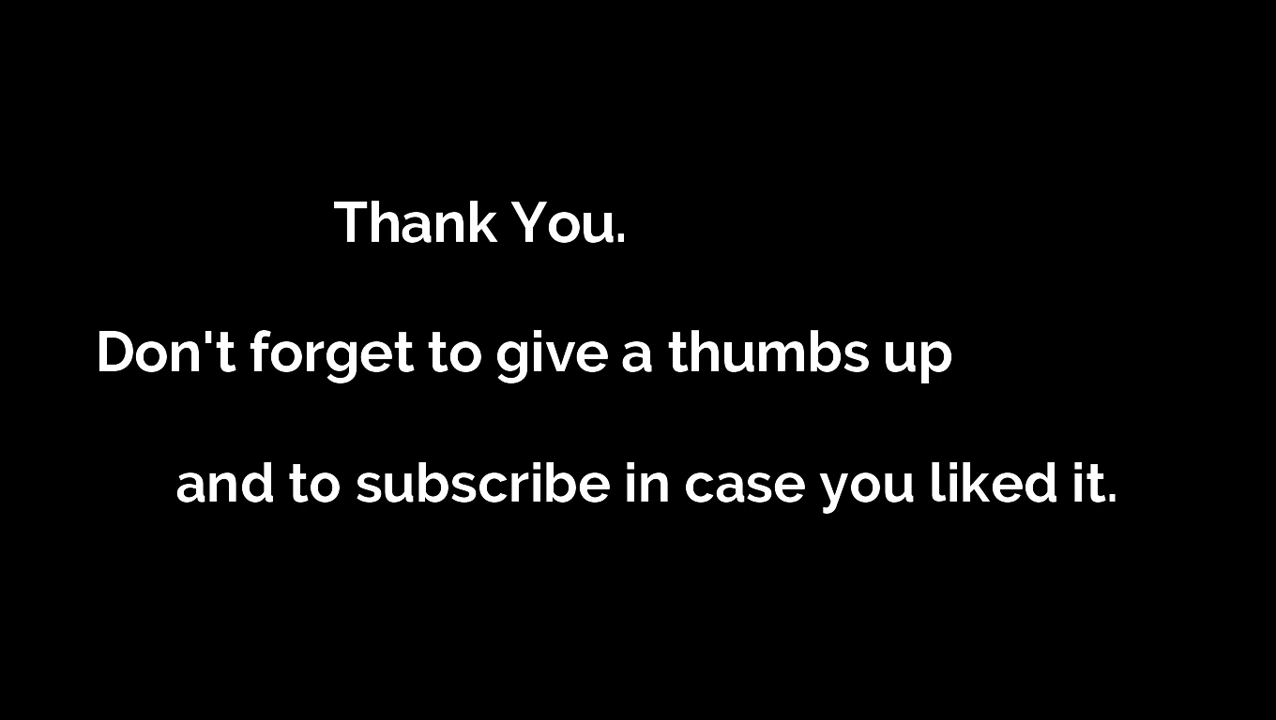 Thank You.
Don't forget to give a thumbs up
and to subscribe in case you liked it.